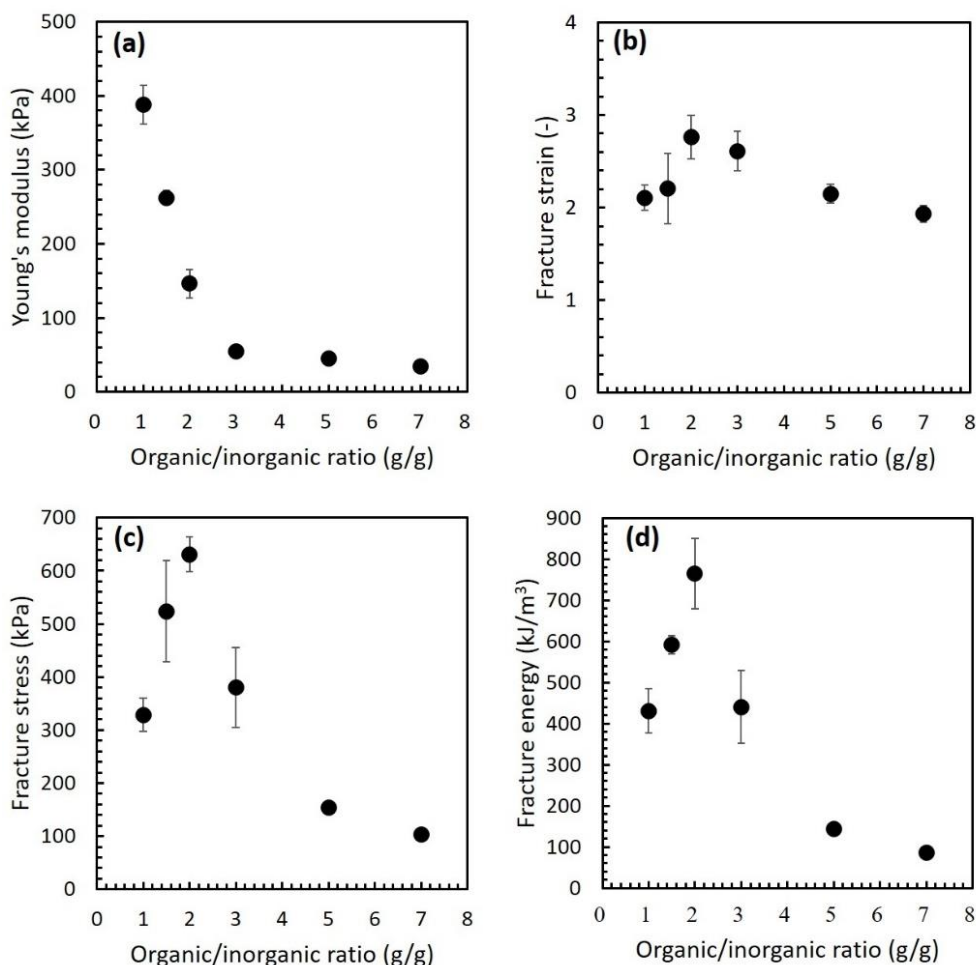 (a)
Young's modulus (kPa)
500
400
300
200
100
0
0 1 2 3 4 5 6 7 8
Organic/inorganic ratio (g/g)
(b)
Fracture strain (-)
4
3
2
1
0
0 1 2 3 4 5 6 7 8
Organic/inorganic ratio (g/g)
(c)
Fracture stress (kPa)
700
600
500
400
300
200
100
0
0 1 2 3 4 5 6 7 8
Organic/inorganic ratio (g/g)
(d)
Fracture energy (kJ/m³)
900
800
700
600
500
400
300
200
100
0
0 1 2 3 4 5 6 7 8
Organic/inorganic ratio (g/g)